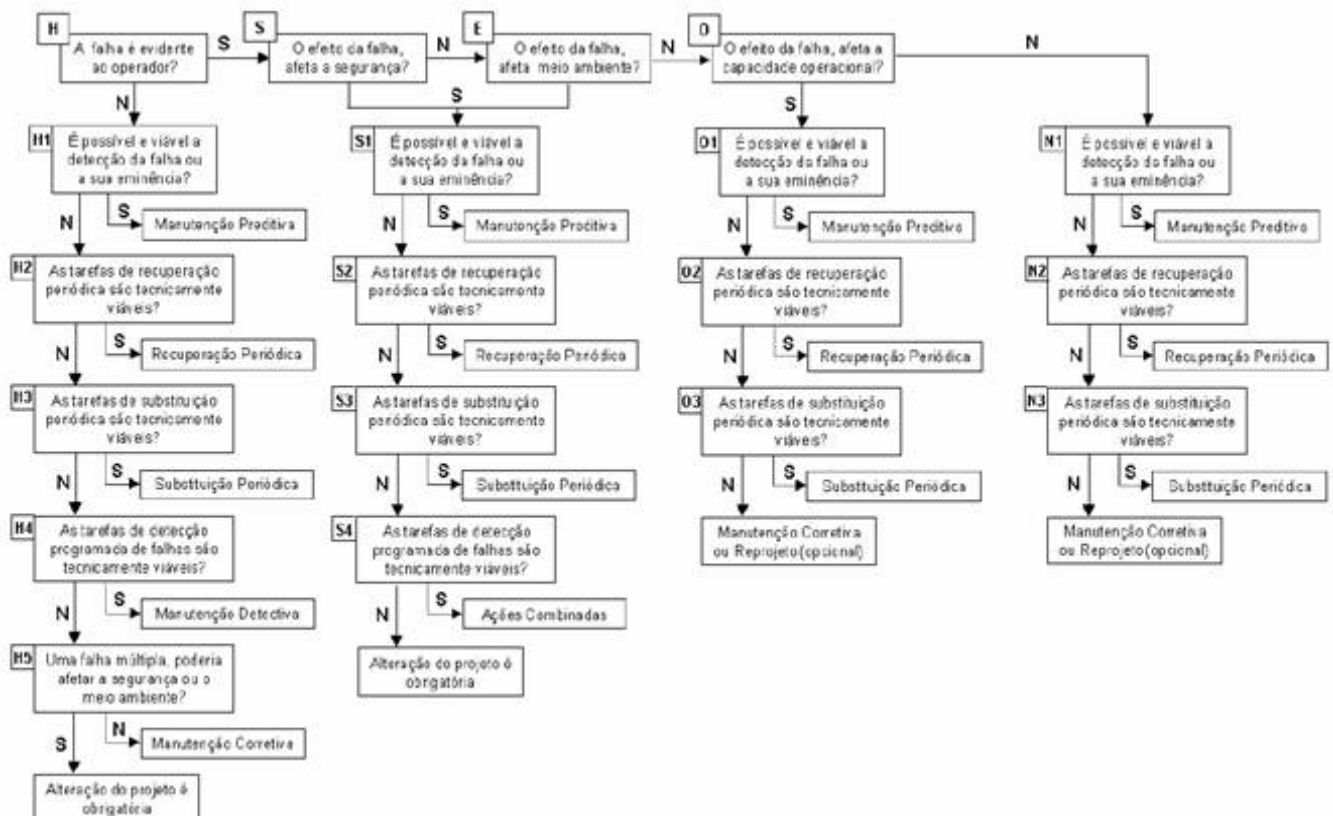 H
A falha é evidente
ao operador?
S
S
O efeito da falha,
afeta a segurança?
N
E
O efeito da falha,
afeta meio ambiente?
N
O
O efeito da falha, afeta a
capacidade operacional?
N
N
S
S
H1
É possível e viável a
detecção da falha ou
a sua eminência?
N
S
Manutenção Preditiva
H2
As tarefas de recuperação
periódica são tecnicamente
viáveis?
N
S
Recuperação Periódica
H3
As tarefas de substituição
periódica são tecnicamente
viáveis?
N
S
Substtuição Periódica
H4
As tarefas de detecção
programada de falhas são
tecnicamente viáveis?
N
S
Manutenção Detectiva
H5
Uma falha múltipla, poderia
afetar a segurança ou o
meio ambiente?
S
N
Manutenção Corretiva
Alteração do projeto é
obrigatória
S1
É possível e viável a
detecção da falha ou
a sua eminência?
N
S
Manutenção Preditiva
S2
As tarefas de recuperação
periódica são tecnicamente
viáveis?
N
S
Recuperação Periódica
S3
As tarefas de substituição
periódica são tecnicamente
viáveis?
N
S
Substtuição Periódica
S4
As tarefas de detecção
programada de falhas são
tecnicamente viáveis?
N
S
Ações Combinadas
Alteração do projeto é
obrigatória
O1
É possível e viável a
detecção da falha ou
a sua eminência?
N
S
Manutenção Preditiva
O2
As tarefas de recuperação
periódica são tecnicamente
viáveis?
N
S
Recuperação Periódica
O3
As tarefas de substituição
periódica são tecnicamente
viáveis?
N
S
Substtuição Periódica
Manutenção Corretiva
ou Reprojeto(opcional)
N1
É possível e viável a
detecção da falha ou
a sua eminência?
N
S
Manutenção Preditiva
N2
As tarefas de recuperação
periódica são tecnicamente
viáveis?
N
S
Recuperação Periódica
N3
As tarefas de substituição
periódica são tecnicamente
viáveis?
N
S
Substtuição Periódica
Manutenção Corretiva
ou Reprojeto(opcional)